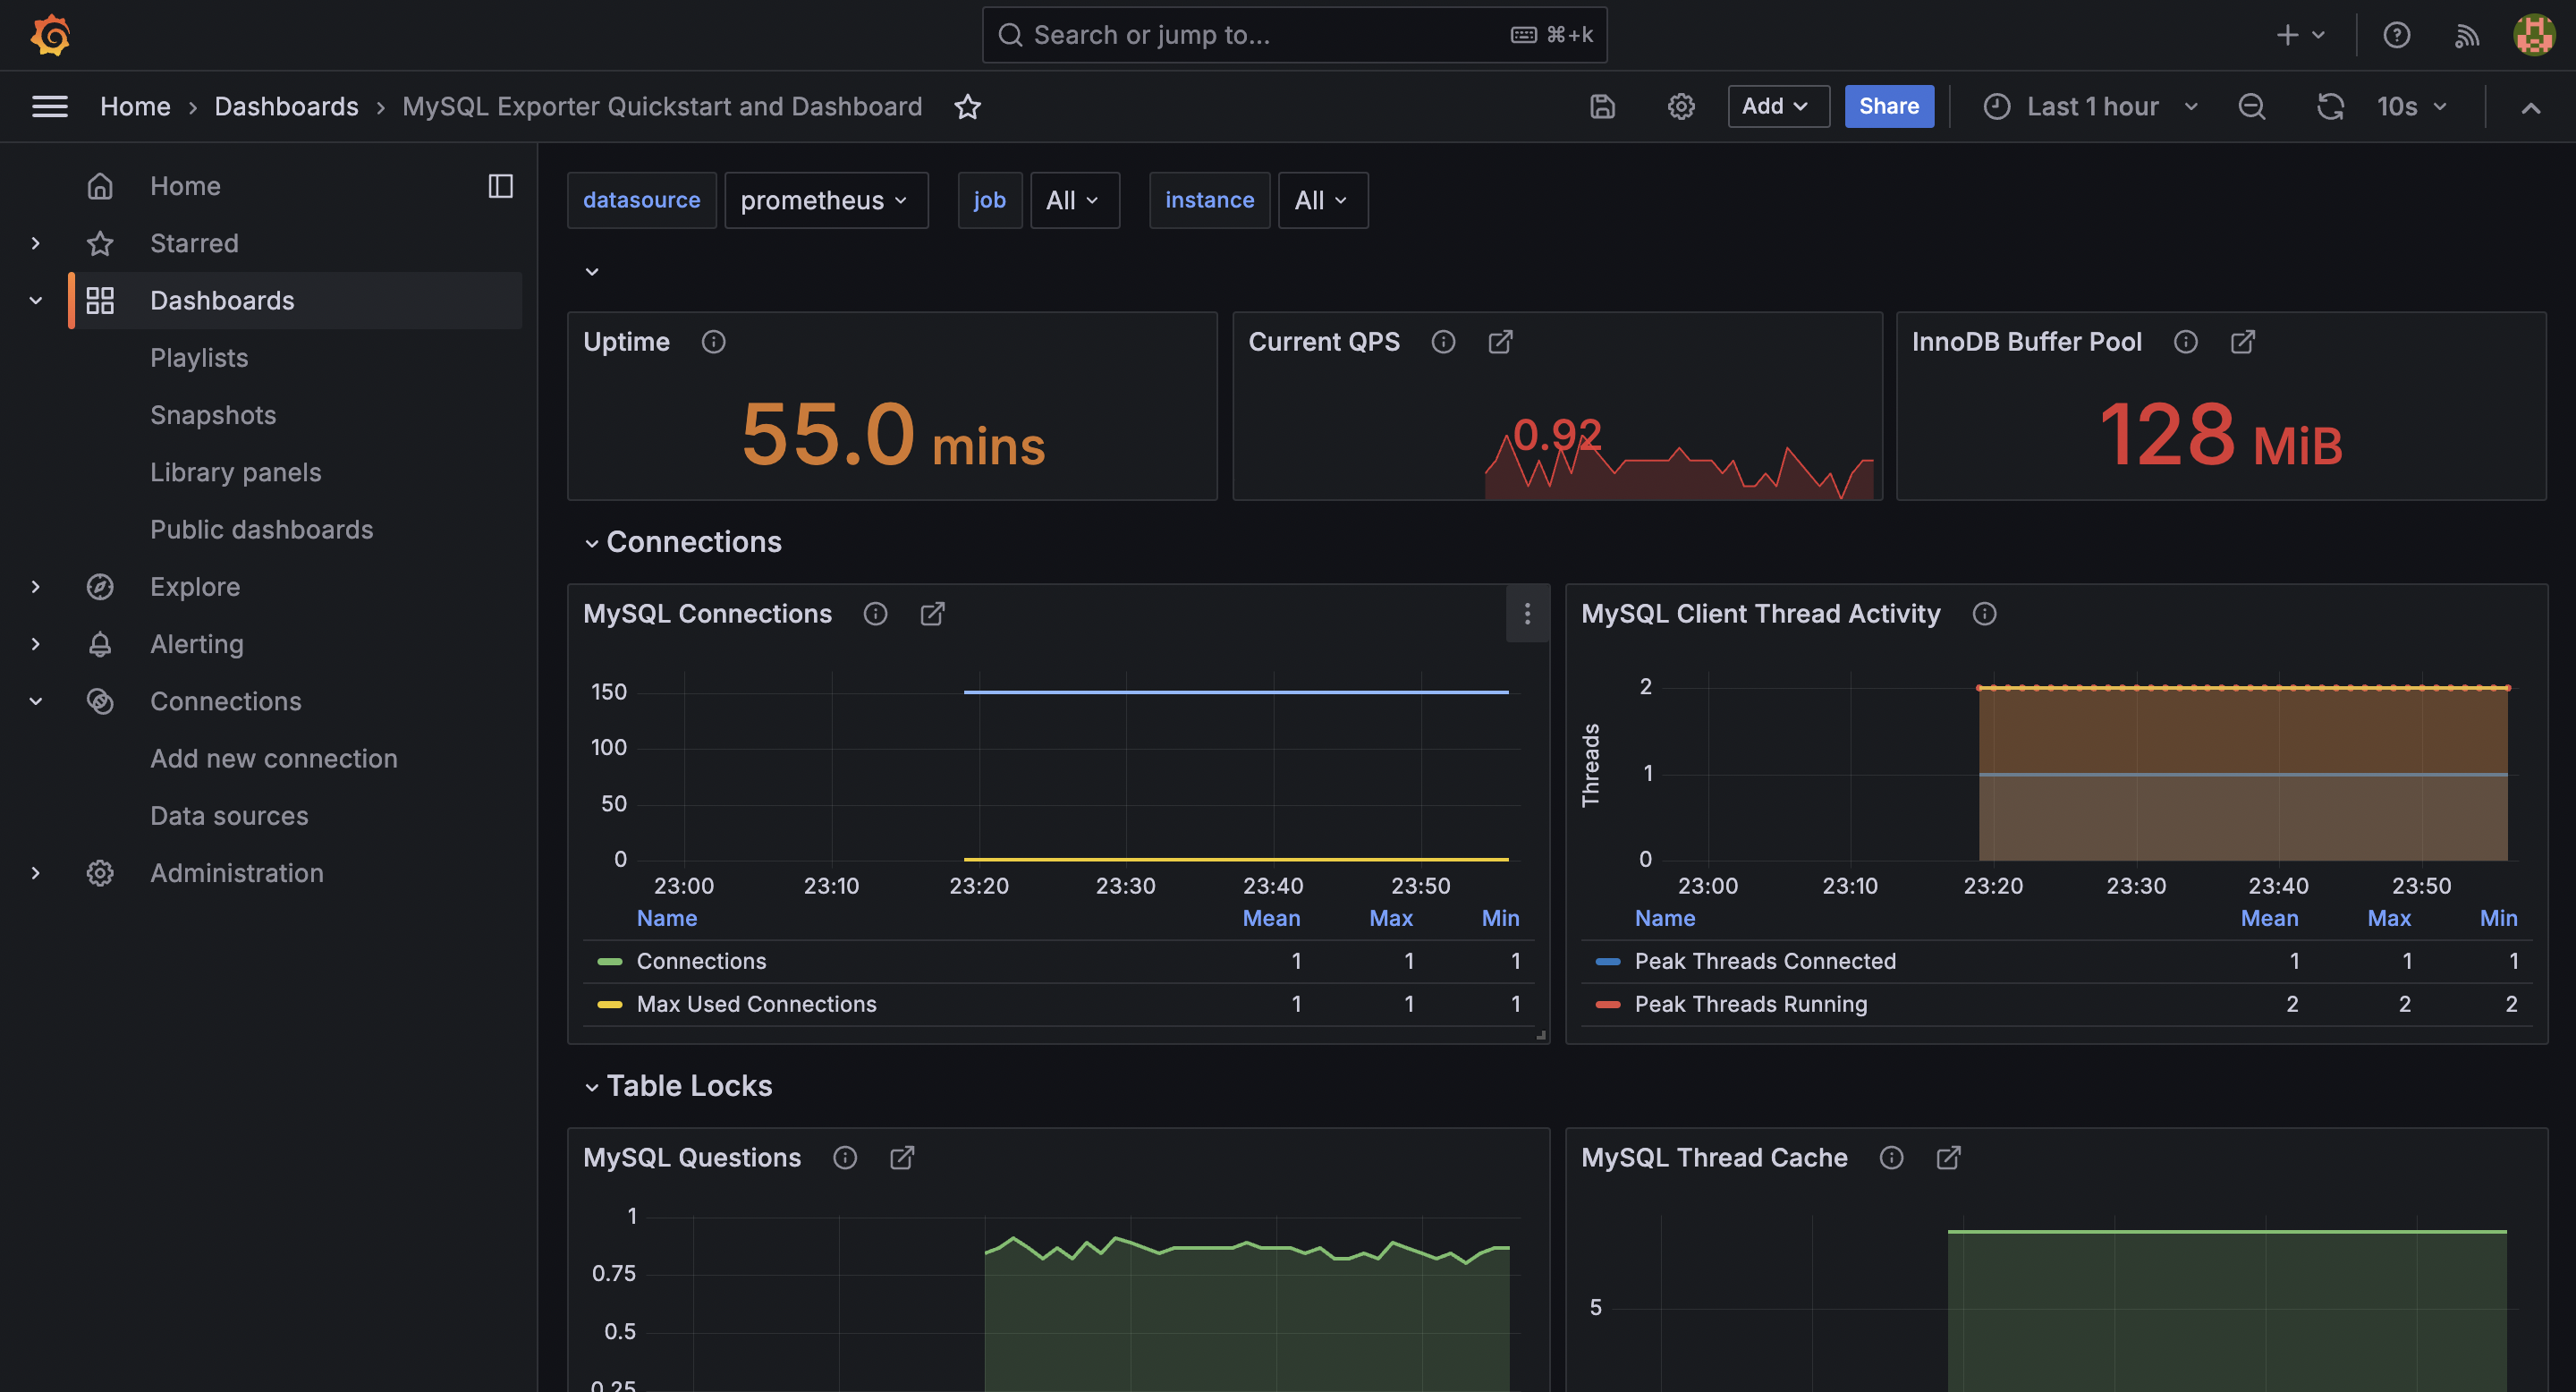 Search or jump to... ⌘+k
Home › Dashboards › MySQL Exporter Quickstart and Dashboard
Add
Share
Last 1 hour
10s
Home
Starred
Dashboards
Playlists
Snapshots
Library panels
Public dashboards
Explore
Alerting
Connections
Add new connection
Data sources
Administration
datasource prometheus job All instance All
Uptime
55.0 mins
Current QPS
0.92
InnoDB Buffer Pool
128 MiB
Connections
MySQL Connections
150
100
50
0
23:00 23:10 23:20 23:30 23:40 23:50
Name Mean Max Min
Connections 1 1 1
Max Used Connections 1 1 1
MySQL Client Thread Activity
Threads
2
1
0
23:00 23:10 23:20 23:30 23:40 23:50
Name Mean Max Min
Peak Threads Connected 1 1 1
Peak Threads Running 2 2 2
Table Locks
MySQL Questions
1
0.75
0.5
0.25
MySQL Thread Cache
5